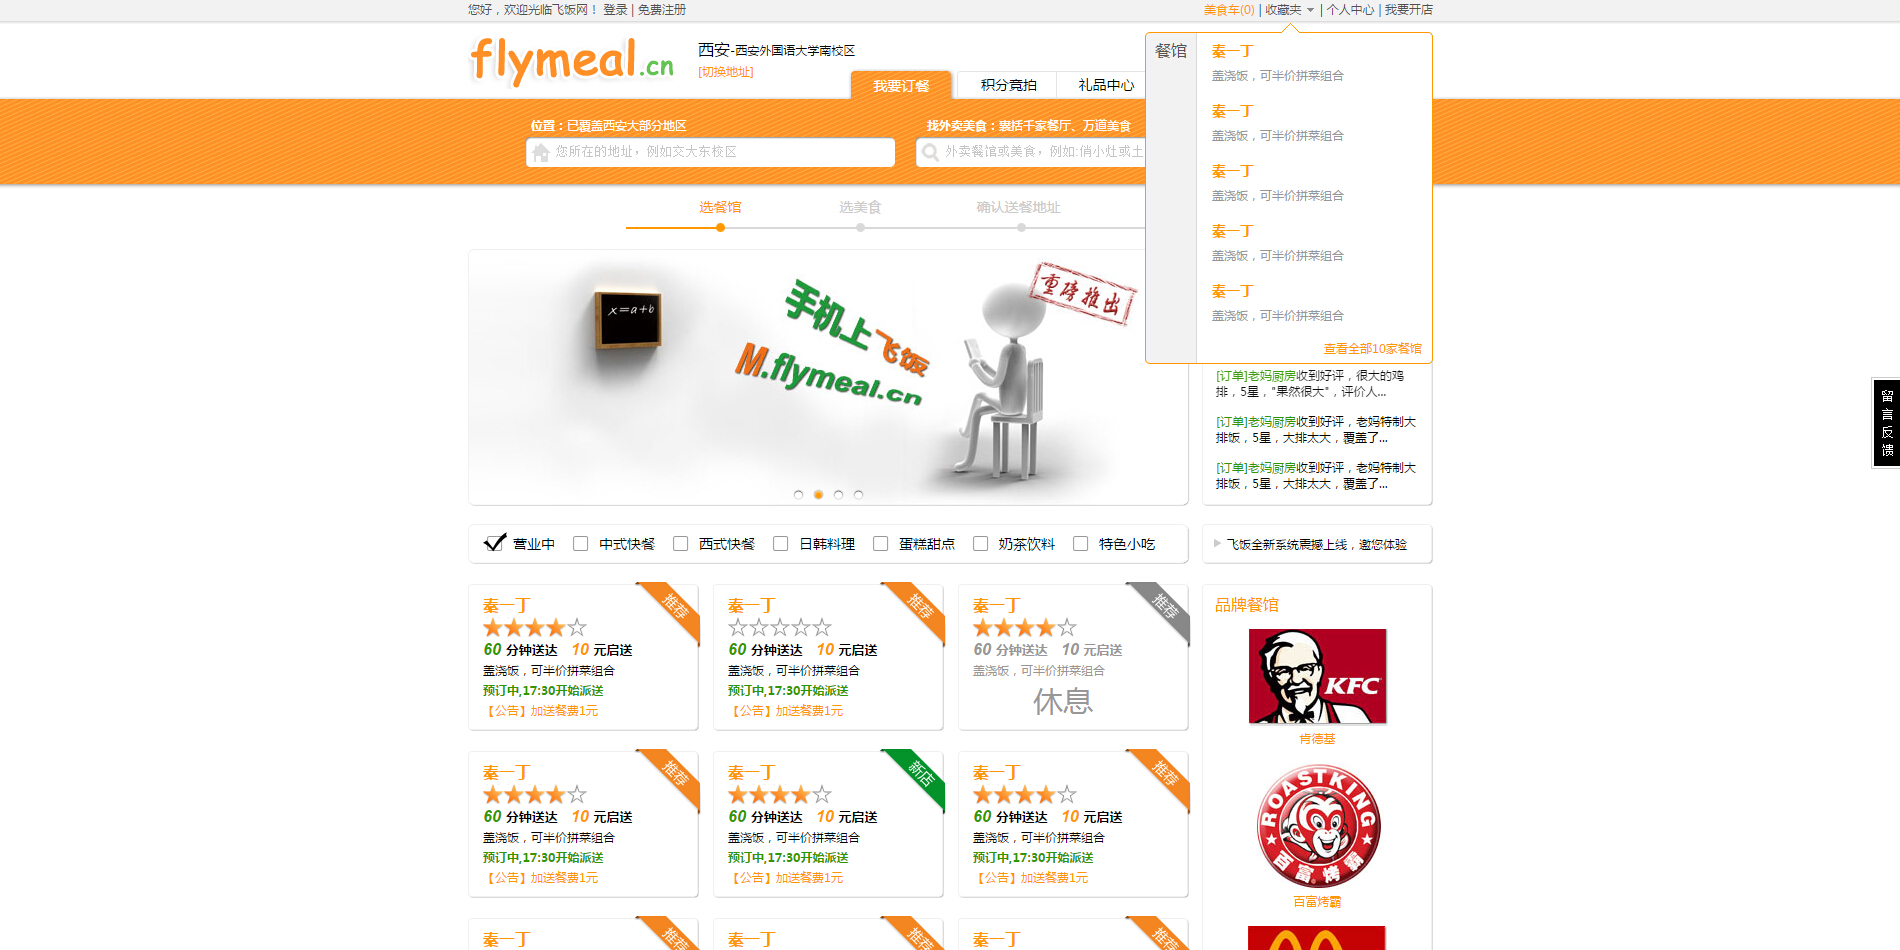 您好，欢迎光临飞饭网！ 登录 | 免费注册
美食车(0) | 收藏夹 | 个人中心 | 我要开店
flymeal.cn
西安-西安外国语大学南校区
[切换地址]
我要订餐
积分竞拍
礼品中心
餐馆
秦一丁
盖浇饭，可半价拼菜组合
秦一丁
盖浇饭，可半价拼菜组合
秦一丁
盖浇饭，可半价拼菜组合
秦一丁
盖浇饭，可半价拼菜组合
秦一丁
盖浇饭，可半价拼菜组合
查看全部10家餐馆
位置：已覆盖西安大部分地区
您所在的地址，例如交大东校区
找外卖美食：囊括千家餐厅、万道美食
外卖餐馆或美食，例如:俏小灶或土
选餐馆
选美食
确认送餐地址
x=a+b
手机上飞饭
M.flymeal.cn
重磅推出
[订单]老妈厨房收到好评，很大的鸡
排，5星，"果然很大"，评价人...
[订单]老妈厨房收到好评，老妈特制大
排饭，5星，大排太大，覆盖了...
[订单]老妈厨房收到好评，老妈特制大
排饭，5星，大排太大，覆盖了...
留言反馈
营业中
中式快餐
西式快餐
日韩料理
蛋糕甜点
奶茶饮料
特色小吃
飞饭全新系统震撼上线，邀您体验
秦一丁
推荐
60 分钟送达 10 元启送
盖浇饭，可半价拼菜组合
预订中,17:30开始派送
【公告】加送餐费1元
秦一丁
推荐
60 分钟送达 10 元启送
盖浇饭，可半价拼菜组合
预订中,17:30开始派送
【公告】加送餐费1元
秦一丁
推荐
60 分钟送达 10 元启送
盖浇饭，可半价拼菜组合
休息
品牌餐馆
KFC
肯德基
ROASTKING
百富烤霸
百富烤霸
秦一丁
推荐
60 分钟送达 10 元启送
盖浇饭，可半价拼菜组合
预订中,17:30开始派送
【公告】加送餐费1元
秦一丁
新店
60 分钟送达 10 元启送
盖浇饭，可半价拼菜组合
预订中,17:30开始派送
【公告】加送餐费1元
秦一丁
推荐
60 分钟送达 10 元启送
盖浇饭，可半价拼菜组合
预订中,17:30开始派送
【公告】加送餐费1元
秦一丁
推荐
秦一丁
推荐
秦一丁
推荐